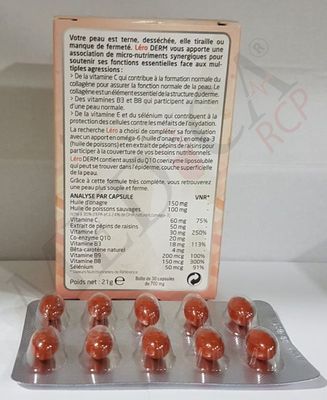 Votre peau est terne, desséchée, elle tiraille ou
manque de fermeté. Léro DERM vous apporte une
association de micro-nutriments synergiques pour
soutenir ses fonctions essentielles face aux mul-
tiples agressions :
> De la vitamine C qui contribue à la formation normale du
collagène pour assurer la fonction normale de la peau. Le
collagène est un élément essentiel de la structure du derme.
> Des vitamines B3 et B8 qui participent au maintien
d'une peau normale.
> De la vitamine E et du sélénium qui contribuent à la
protection des cellules contre les méfaits de l'oxydation.
La recherche Léro a choisi de compléter sa formulation
avec un apport en oméga-6 (huile d'onagre), en oméga-3
(huile de poissons) et en extrait de pépins de raisins pour
participer à la couverture de vos besoins nutritionnels.
Léro DERM contient aussi du Q10 coenzyme liposoluble
qui peut se trouver dans l'épiderme, couche superficielle
de la peau.
Grâce à cette formule très complète, vous retrouverez
une peau plus souple et ferme.
ANALYSE PAR CAPSULE VNR*
Huile d'onagre 150 mg
Huile de poissons sauvages 100 mg
Vitamine C 60 mg 75%
Extrait de pépins de raisins 50 mg
Vitamine E 30 mg 250%
Co-enzyme Q10 20 mg
Vitamine B3 18 mg 113%
Bêta-carotène naturel 4 mg
Vitamine B9 200 mcg 100%
Vitamine B8 150 mcg 300%
Sélénium 50 mcg 91%
Poids net : 21g e Boîte de 30 capsules
de 700 mg
MEDICA
RCP